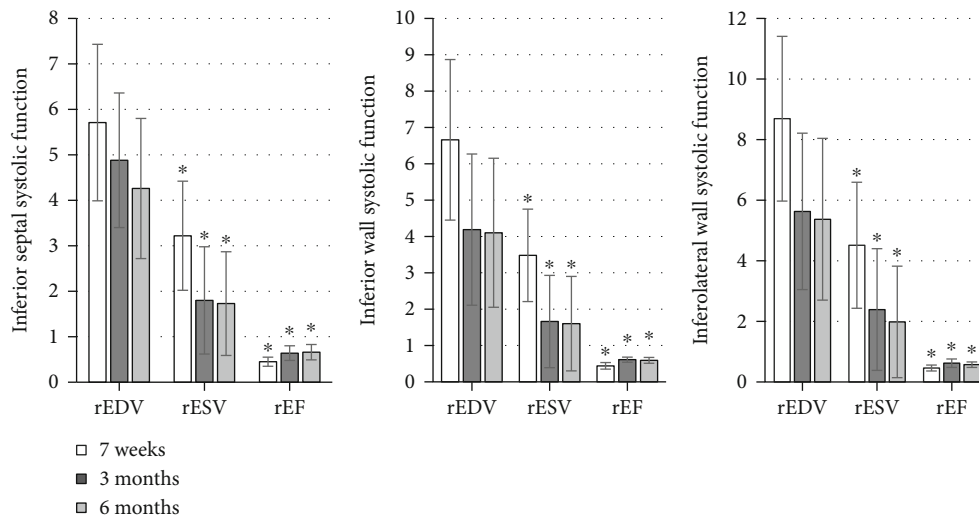 Inferior septal systolic function
8
7
6
5
4
3
2
1
0
* * *
* * *
rEDV rESV rEF
Inferior wall systolic function
10
9
8
7
6
5
4
3
2
1
0
* * *
* * *
rEDV rESV rEF
Inferolateral wall systolic function
12
10
8
6
4
2
0
* * *
* * *
rEDV rESV rEF
7 weeks
3 months
6 months